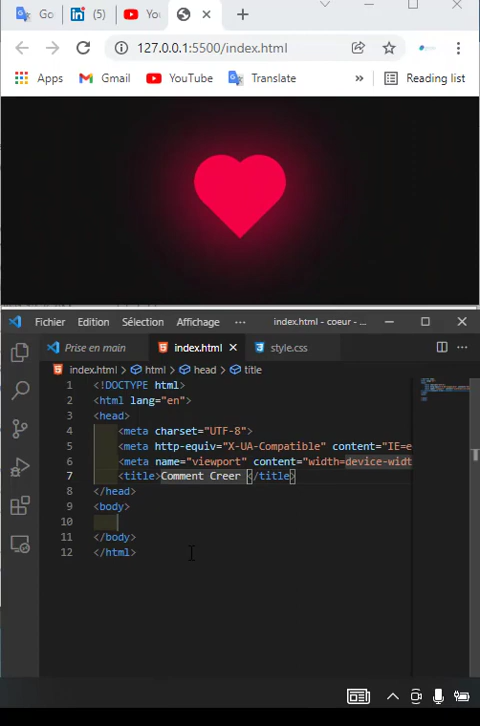 Go
(5)
Yo
127.0.0.1:5500/index.html
Apps
Gmail
YouTube
Translate
»
Reading list
Fichier Edition Sélection Affichage ··· index.html - coeur - ...
Prise en main index.html style.css
index.html > html > head > title
1 <!DOCTYPE html>
2 <html lang="en">
3 <head>
4 <meta charset="UTF-8">
5 <meta http-equiv="X-UA-Compatible" content="IE=e
6 <meta name="viewport" content="width=device-widt
7 <title>Comment Creer </title>
8 </head>
9 <body>
10
11 </body>
12 </html>